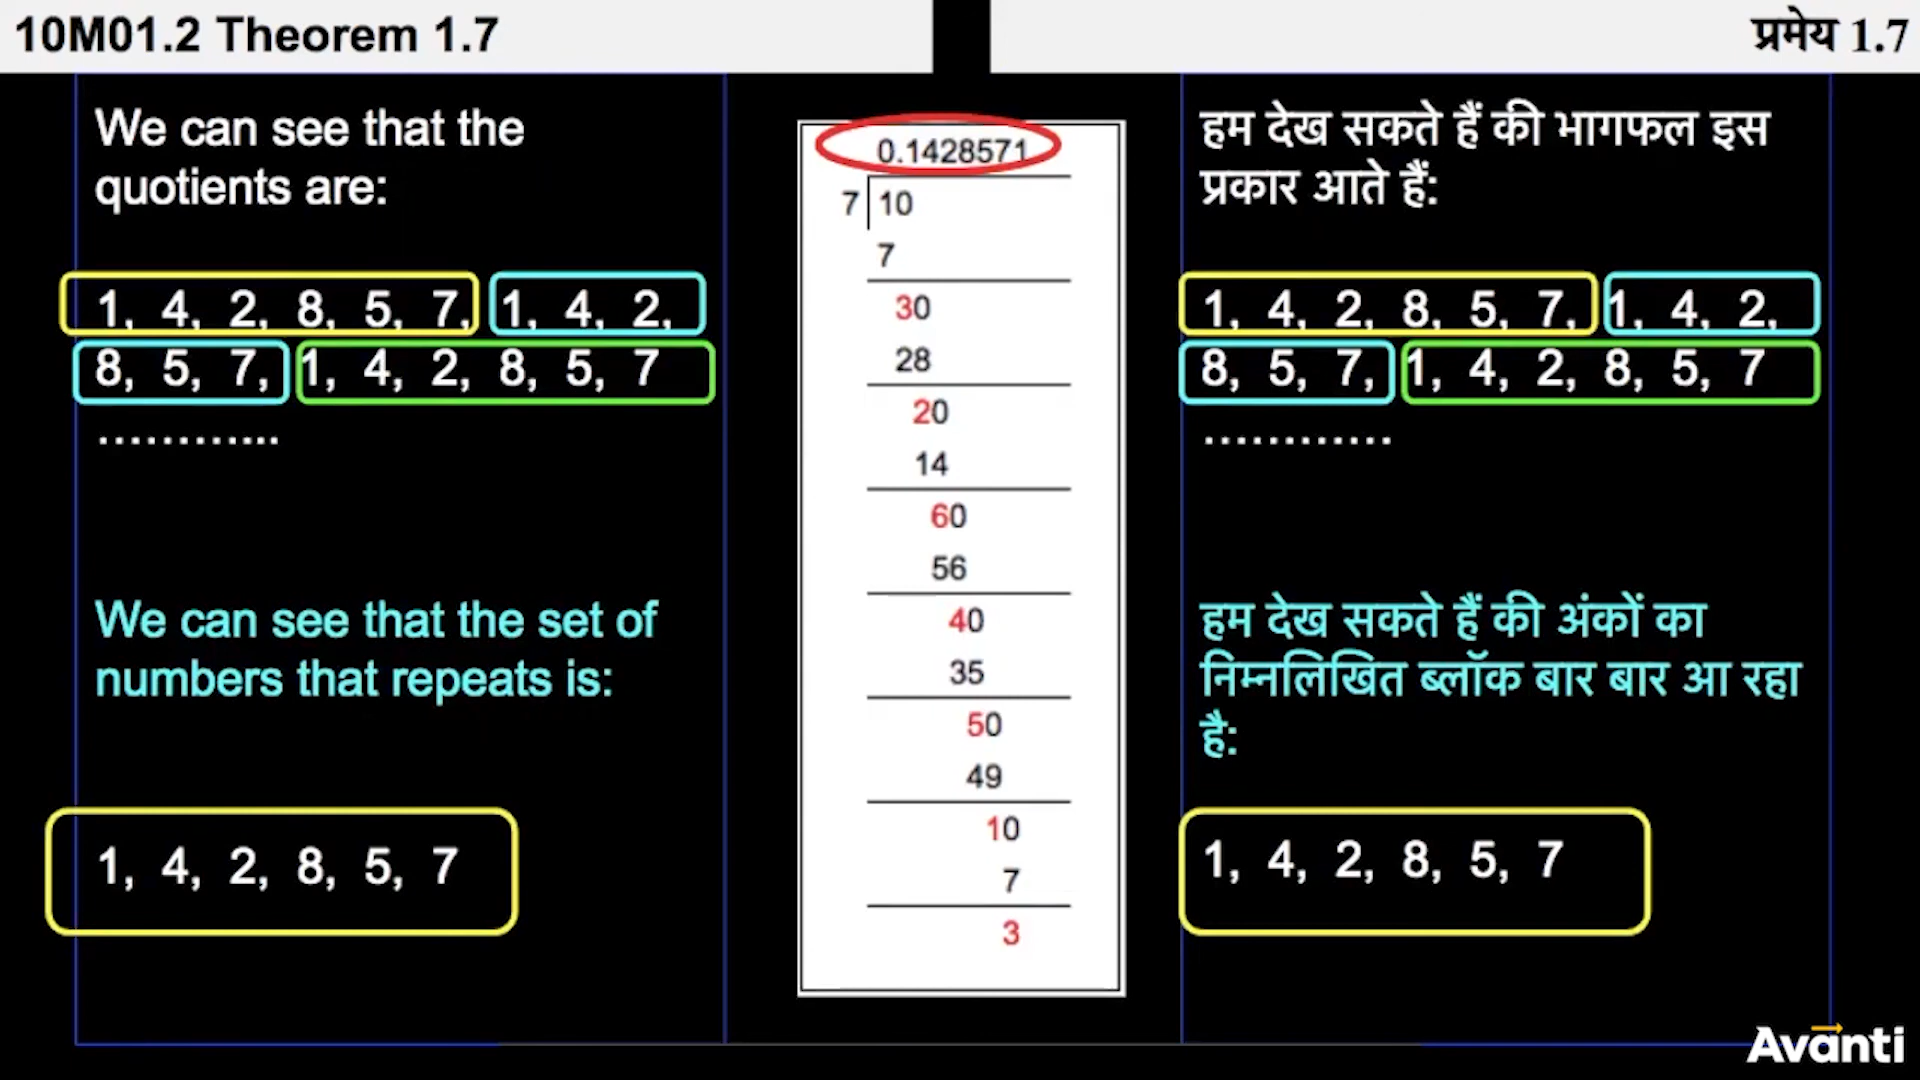 10M01.2 Theorem 1.7
प्रमेय 1.7
We can see that the
quotients are:
1, 4, 2, 8, 5, 7, 1, 4, 2,
8, 5, 7, 1, 4, 2, 8, 5, 7
............
We can see that the set of
numbers that repeats is:
1, 4, 2, 8, 5, 7
0.1428571
7 10
7
30
28
20
14
60
56
40
35
50
49
10
7
3
हम देख सकते हैं की भागफल इस
प्रकार आते हैं:
1, 4, 2, 8, 5, 7, 1, 4, 2,
8, 5, 7, 1, 4, 2, 8, 5, 7
............
हम देख सकते हैं की अंकों का
निम्नलिखित ब्लॉक बार बार आ रहा
है:
1, 4, 2, 8, 5, 7
Avanti